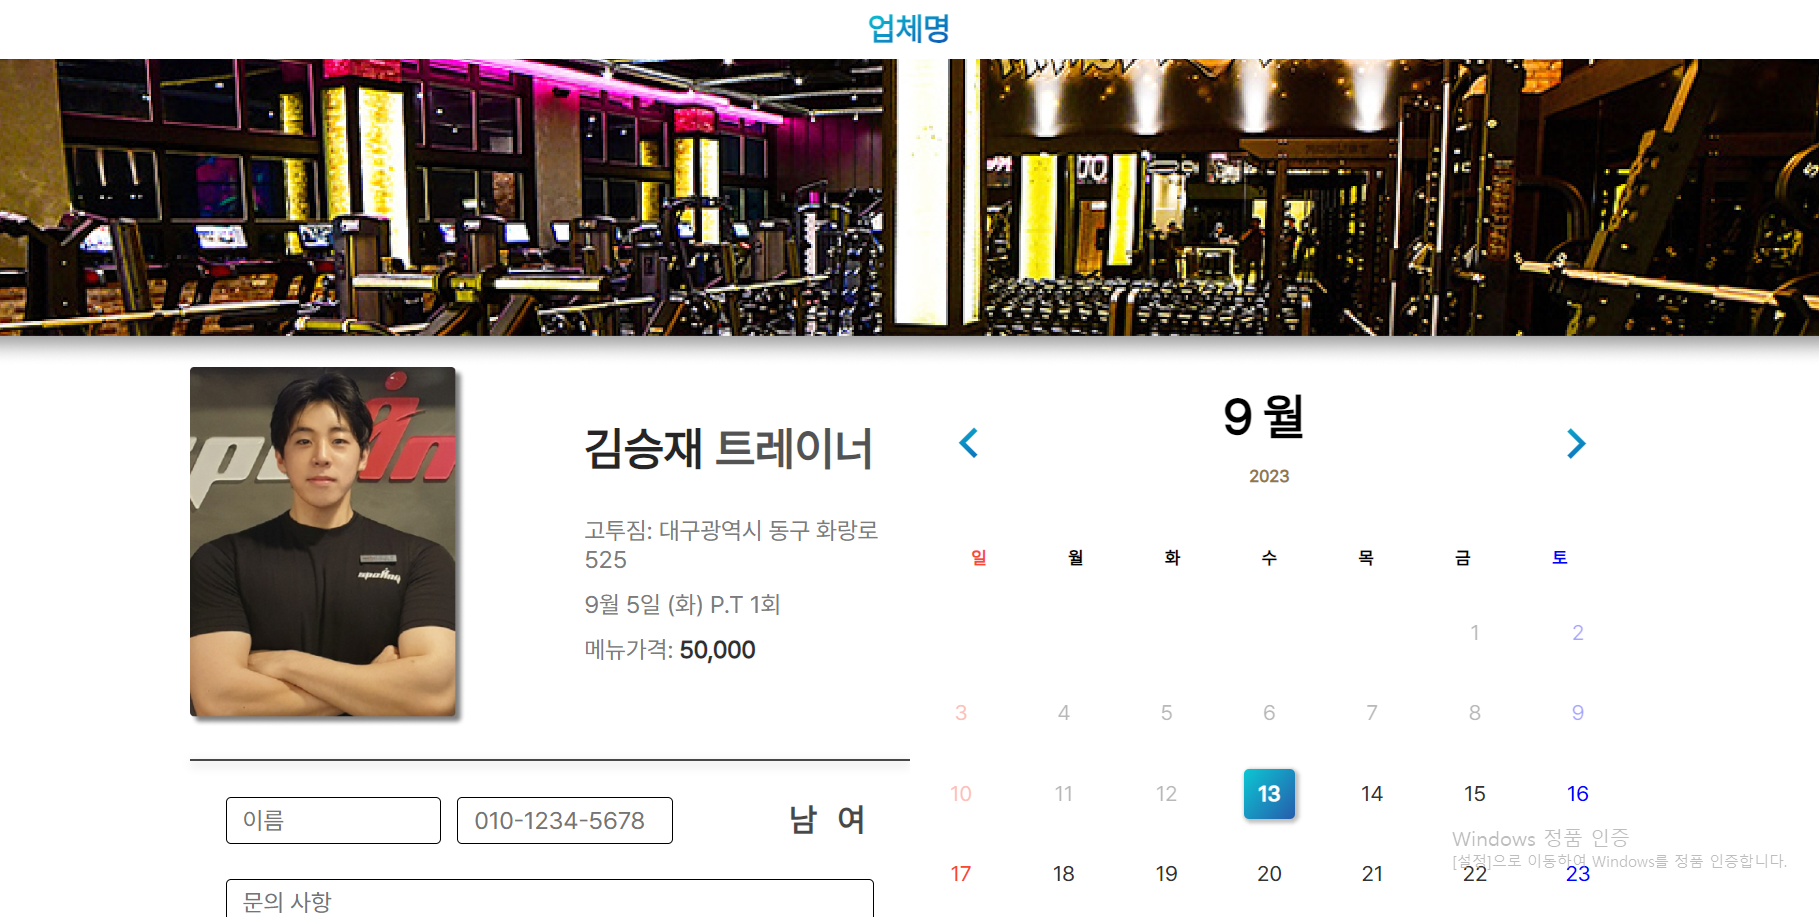 업체명
김승재 트레이너
고투짐: 대구광역시 동구 화랑로
525
9월 5일 (화) P.T 1회
메뉴가격: 50,000
이름
010-1234-5678
남 여
문의 사항
9 월
2023
일 월 화 수 목 금 토
1 2
3 4 5 6 7 8 9
10 11 12 13 14 15 16
17 18 19 20 21 22 23
Windows 정품 인증
[설정]으로 이동하여 Windows를 정품 인증합니다.
spoing